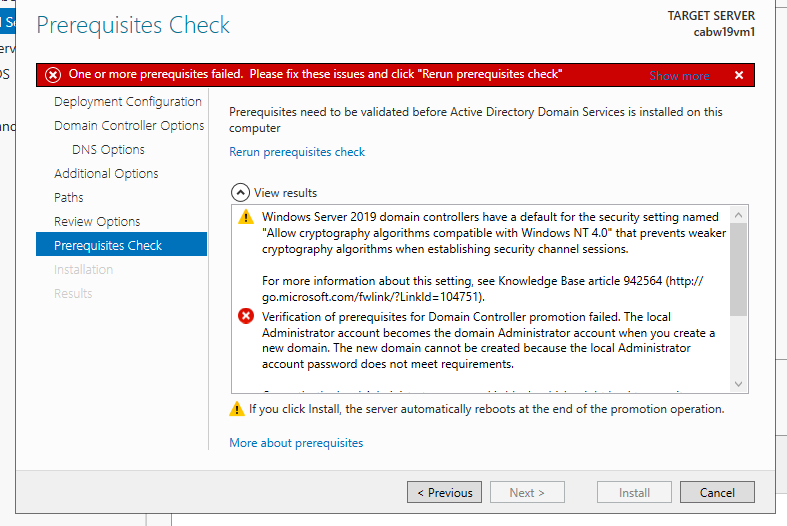 Prerequisites Check
TARGET SERVER
cabw19vm1
One or more prerequisites failed. Please fix these issues and click "Rerun prerequisites check"
Show more
Deployment Configuration
Domain Controller Options
DNS Options
Additional Options
Paths
Review Options
Prerequisites Check
Installation
Results
Prerequisites need to be validated before Active Directory Domain Services is installed on this
computer
Rerun prerequisites check
View results
Windows Server 2019 domain controllers have a default for the security setting named
"Allow cryptography algorithms compatible with Windows NT 4.0" that prevents weaker
cryptography algorithms when establishing security channel sessions.
For more information about this setting, see Knowledge Base article 942564 (http://
go.microsoft.com/fwlink/?LinkId=104751).
Verification of prerequisites for Domain Controller promotion failed. The local
Administrator account becomes the domain Administrator account when you create a
new domain. The new domain cannot be created because the local Administrator
account password does not meet requirements.
If you click Install, the server automatically reboots at the end of the promotion operation.
More about prerequisites
< Previous
Next >
Install
Cancel